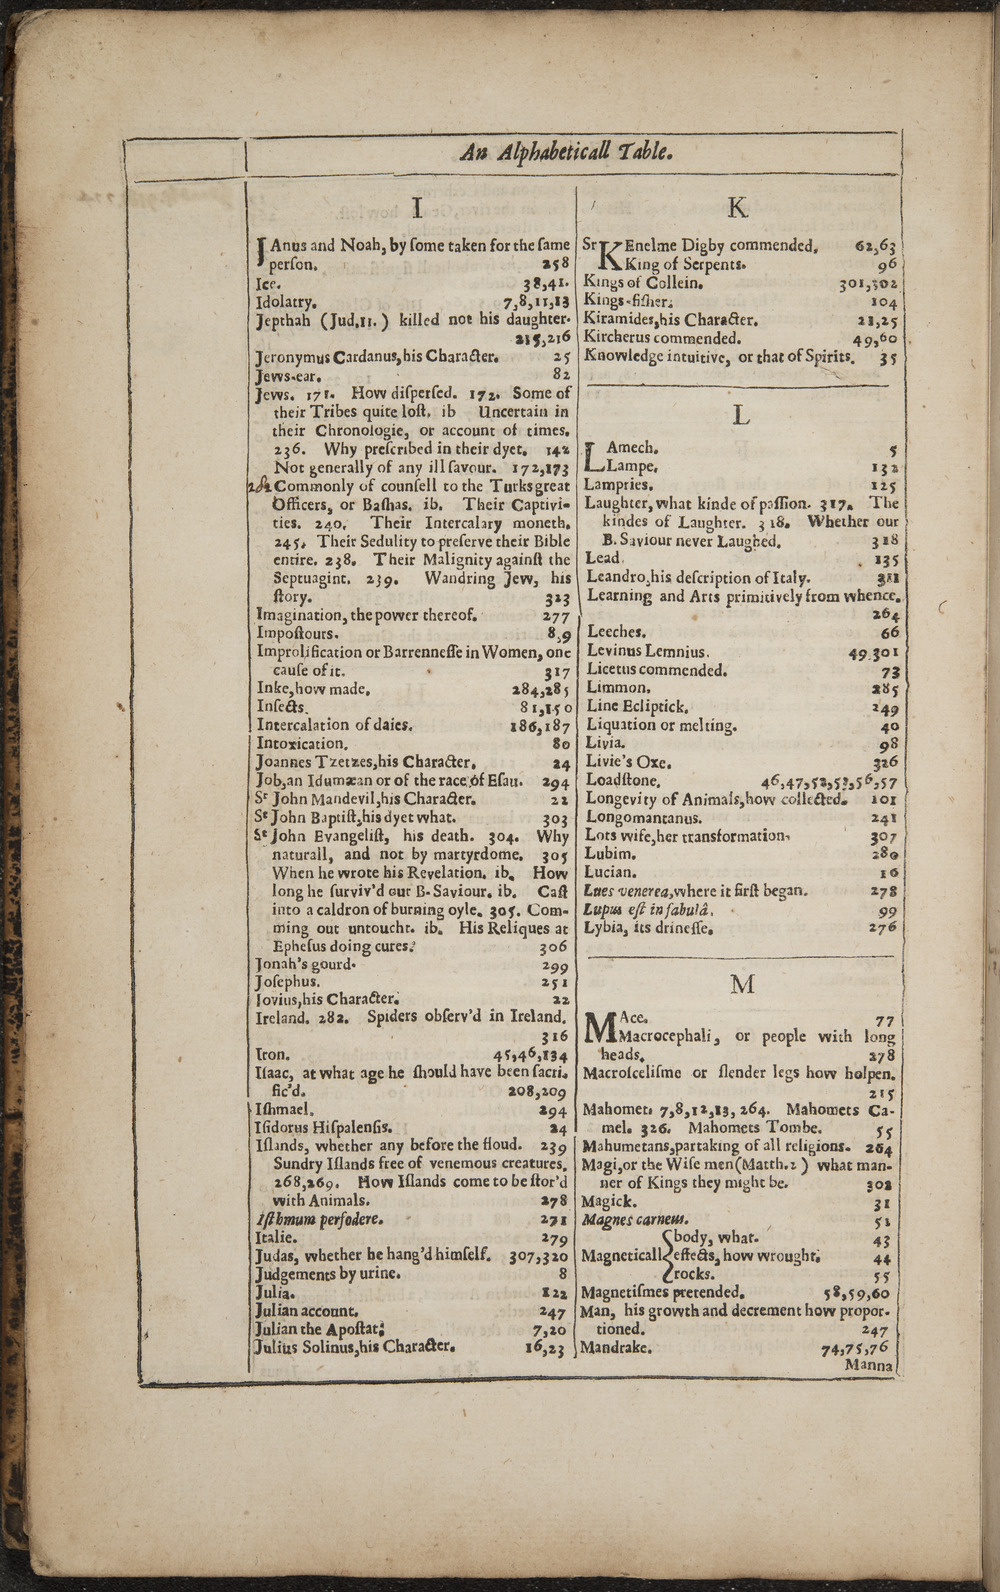 An Alphabeticall Table.
I
JAnus and Noah, by ſome taken for the ſame
perſon. 258
Ice. 38,41.
Idolatry. 7,8,11,13
Jepthah (Jud.11.) killed not his daughter.
215,216
Jeronymus Cardanus, his Character. 25
Jews-ear. 82
Jews. 171. How diſperſed. 172. Some of
their Tribes quite loſt. ib Uncertain in
their Chronologie, or account of times.
236. Why preſcribed in their dyet. 142
Not generally of any ill ſavour. 172,173
Commonly of counſell to the Turks great
Officers, or Baſhas. ib. Their Captivi-
ties. 240. Their Intercalary moneth.
245. Their Sedulity to preſerve their Bible
entire. 238. Their Malignity againſt the
Septuagint. 239. Wandring Jew, his
ſtory. 323
Imagination, the power thereof. 277
Impoſtours. 8,9
Improlification or Barrenneſſe in Women, one
cauſe of it. 317
Inke, how made. 284,285
Inſects. 81,150
Intercalation of daies. 186,187
Intoxication. 80
Joannes Tzetzes, his Character. 24
Job, an Idumæan or of the race of Eſau. 294
Sr John Mandevil, his Character. 22
St John Baptiſt, his dyet what. 303
St John Evangeliſt, his death. 304. Why
naturall, and not by martyrdome. 305
When he wrote his Revelation. ib. How
long he ſurviv'd our B. Saviour. ib. Caſt
into a caldron of burning oyle. 305. Com-
ming out untoucht. ib. His Reliques at
Epheſus doing cures. 306
Jonah's gourd. 299
Joſephus. 251
Jovius, his Character. 22
Ireland. 282. Spiders obſerv'd in Ireland.
316
Iron. 45,46,134
Iſaac, at what age he ſhould have been ſacri-
fic'd. 208,209
Iſhmael. 294
Iſidorus Hiſpalenſis. 24
Iſlands, whether any before the floud. 239
Sundry Iſlands free of venemous creatures.
268,269. How Iſlands come to be ſtor'd
with Animals. 278
Iſthmum perfodere. 271
Italie. 279
Judas, whether he hang'd himſelf. 307,320
Judgements by urine. 8
Julia. 122
Julian account. 247
Julian the Apoſtat; 7,20
Julius Solinus, his Character. 16,23
K
Sr KEnelme Digby commended. 62,63
King of Serpents. 96
Kings of Collein. 301,302
Kings-fiſher. 104
Kiramides, his Character. 21,25
Kircherus commended. 49,60
Knowledge intuitive, or that of Spirits. 35
L
LAmech. 5
Lampe. 132
Lampries. 125
Laughter, what kinde of paſſion. 317. The
kindes of Laughter. 318. Whether our
B. Saviour never Laughed. 318
Lead. 135
Leandro, his deſcription of Italy.
Learning and Arts primitively from whence.
264
Leeches. 66
Levinus Lemnius. 49.301
Licetus commended. 73
Limmon. 285
Line Ecliptick. 249
Liquation or melting. 40
Livia. 98
Livie's Oxe. 326
Loadſtone. 46,47,52,53,56,57
Longevity of Animals, how collected. 101
Longomantanus. 241
Lots wife, her transformation. 307
Lubim. 280
Lucian. 16
Lues venerea, where it firſt began. 278
Lupus eſt in fabulâ. 99
Lybia, its drineſſe. 276
M
MAce. 77
Macrocephali, or people with long
heads. 278
Macroſceliſme or ſlender legs how holpen.
215
Mahomet. 7,8,12,13, 264. Mahomets Ca-
mel. 326. Mahomets Tombe. 55
Mahumetans, partaking of all religions. 264
Magi, or the Wiſe men (Matth.2) what man-
ner of Kings they might be. 302
Magick. 31
Magnes carneus. 51
body, what. 43
Magneticall effects, how wrought. 44
rocks. 55
Magnetiſmes pretended. 58,59,60
Man, his growth and decrement how propor-
tioned. 247
Mandrake. 74,75,76
Manna